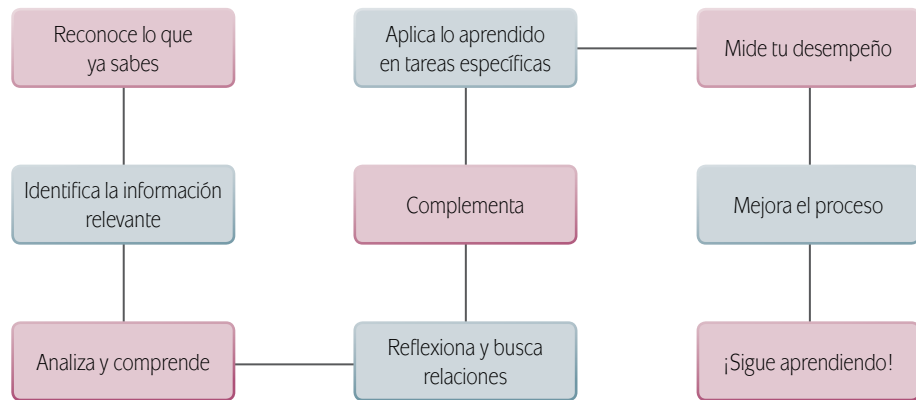 Reconoce lo que
ya sabes
Identifica la información
relevante
Analiza y comprende
Reflexiona y busca
relaciones
Complementa
Aplica lo aprendido
en tareas específicas
Mide tu desempeño
Mejora el proceso
¡Sigue aprendiendo!